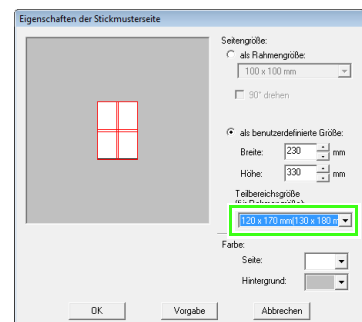 Eigenschaften der Stickmusterseite
Seitengröße:
als Rahmengröße:
100 x 100 mm
90° drehen
als benutzerdefinierte Größe:
Breite: 230 mm
Höhe: 330 mm
Teilbereichsgröße
(für Rahmengröße):
120 x 170 mm(130 x 180 m
Farbe:
Seite:
Hintergrund:
OK Vorgabe Abbrechen